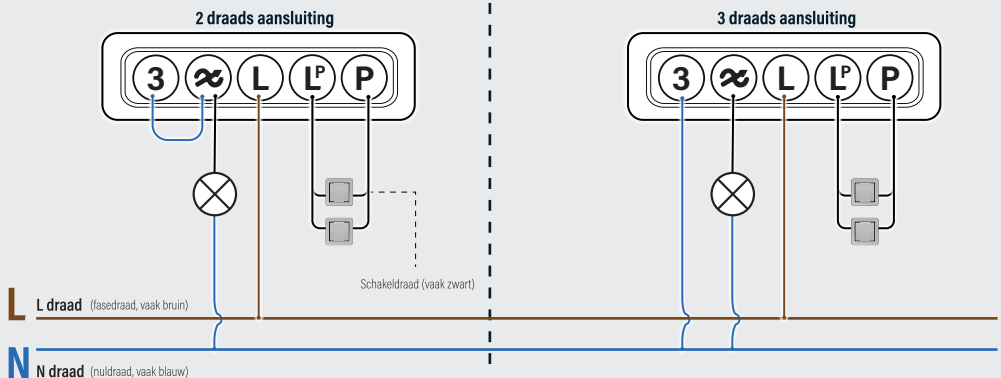 2 draads aansluiting
3 L Lᴾ P
Schakeldraad (vaak zwart)
3 draads aansluiting
3 L Lᴾ P
L L draad (fasedraad, vaak bruin)
N N draad (nuldraad, vaak blauw)